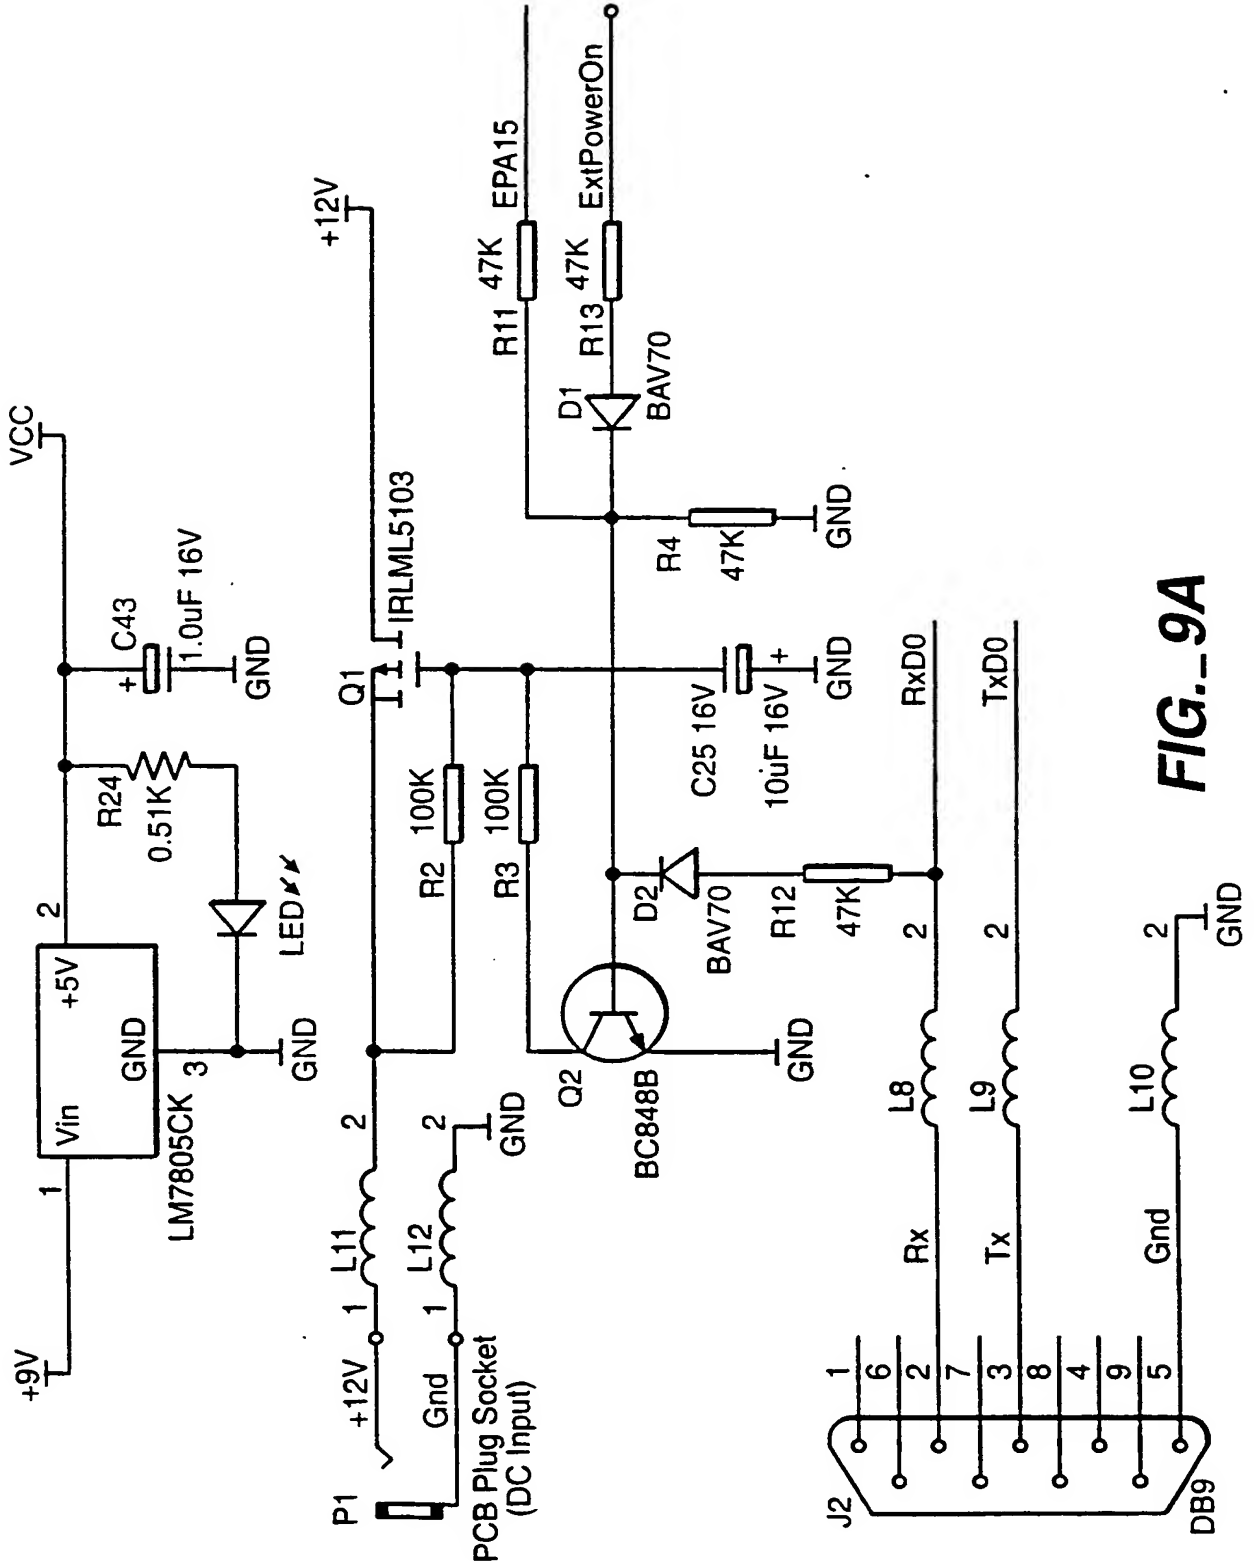 +9V
1
Vin
+5V
GND
2
3
LM7805CK
GND
LED
R24
0.51K
+
C43
1.0uF 16V
GND
VCC
P1
+12V
Gnd
PCB Plug Socket
(DC Input)
1
L11
2
1
L12
2
GND
Q1
IRLML5103
+12V
R2
100K
R3
100K
Q2
BC848B
GND
C25 16V
10uF 16V
+
GND
D2
BAV70
R12
47K
R4
47K
GND
D1
BAV70
R11
47K
EPA15
R13
47K
ExtPowerOn
J2
DB9
1
6
2
7
3
8
4
9
5
Rx
L8
2
RxD0
Tx
L9
2
TxD0
Gnd
L10
2
GND
FIG._9A